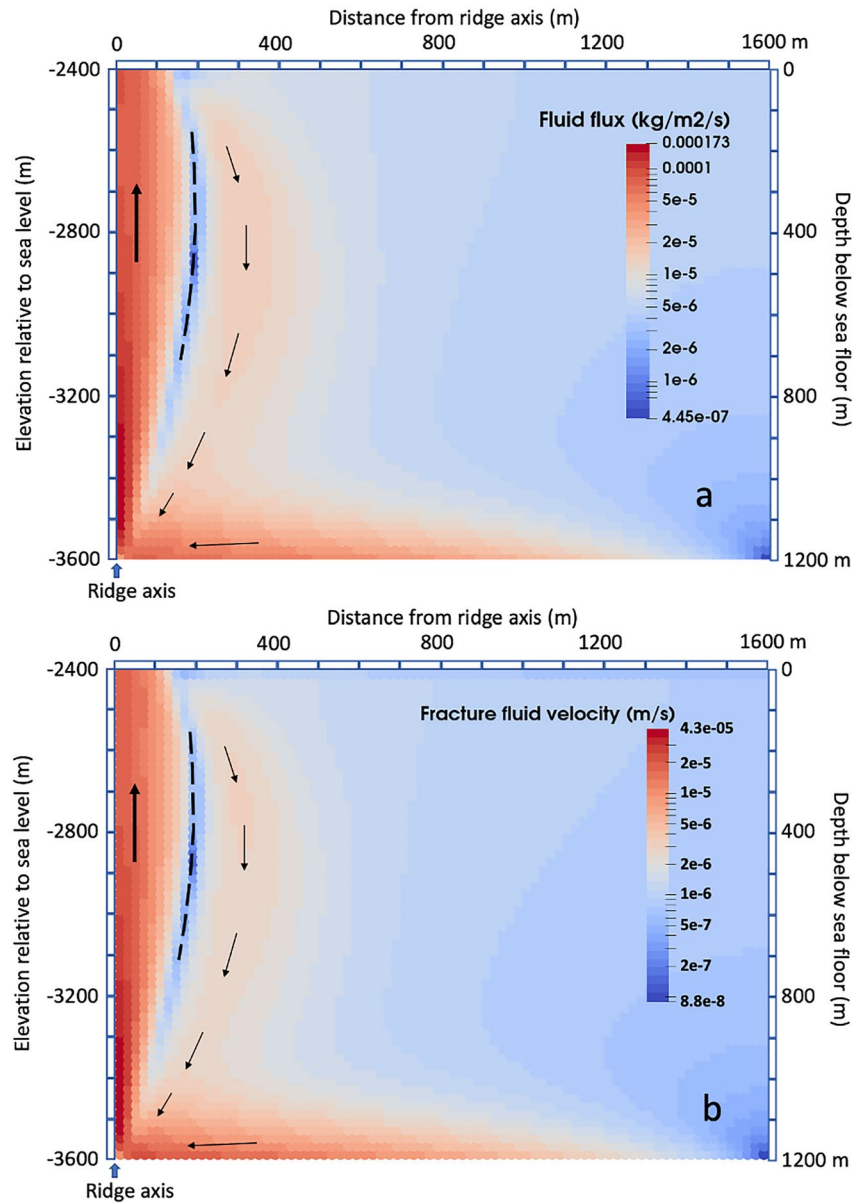 Distance from ridge axis (m)
0 400 800 1200 1600 m
-2400 0
Fluid flux (kg/m2/s)
0.000173
0.0001
5e-5
2e-5
1e-5
5e-6
2e-6
1e-6
4.45e-07
-2800 400
-3200 800
-3600 1200 m
Elevation relative to sea level (m)
Depth below sea floor (m)
a
Ridge axis
Distance from ridge axis (m)
0 400 800 1200 1600 m
-2400 0
Fracture fluid velocity (m/s)
4.3e-05
2e-5
1e-5
5e-6
2e-6
1e-6
5e-7
2e-7
8.8e-8
-2800 400
-3200 800
-3600 1200 m
Elevation relative to sea level (m)
Depth below sea floor (m)
b
Ridge axis